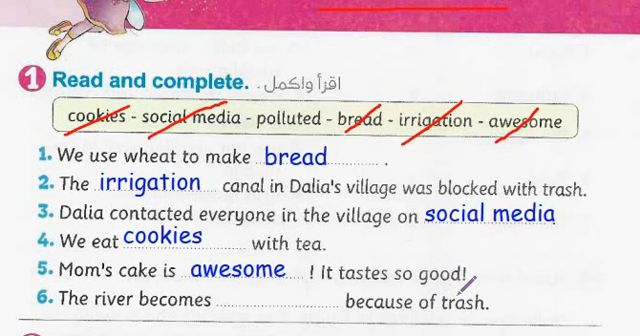 1 Read and complete. اقرأ واكمل.
cookies - social media - polluted - bread - irrigation - awesome
1. We use wheat to make bread .
2. The irrigation canal in Dalia's village was blocked with trash.
3. Dalia contacted everyone in the village on social media
4. We eat cookies with tea.
5. Mom's cake is awesome ! It tastes so good!
6. The river becomes ........................ because of trash.